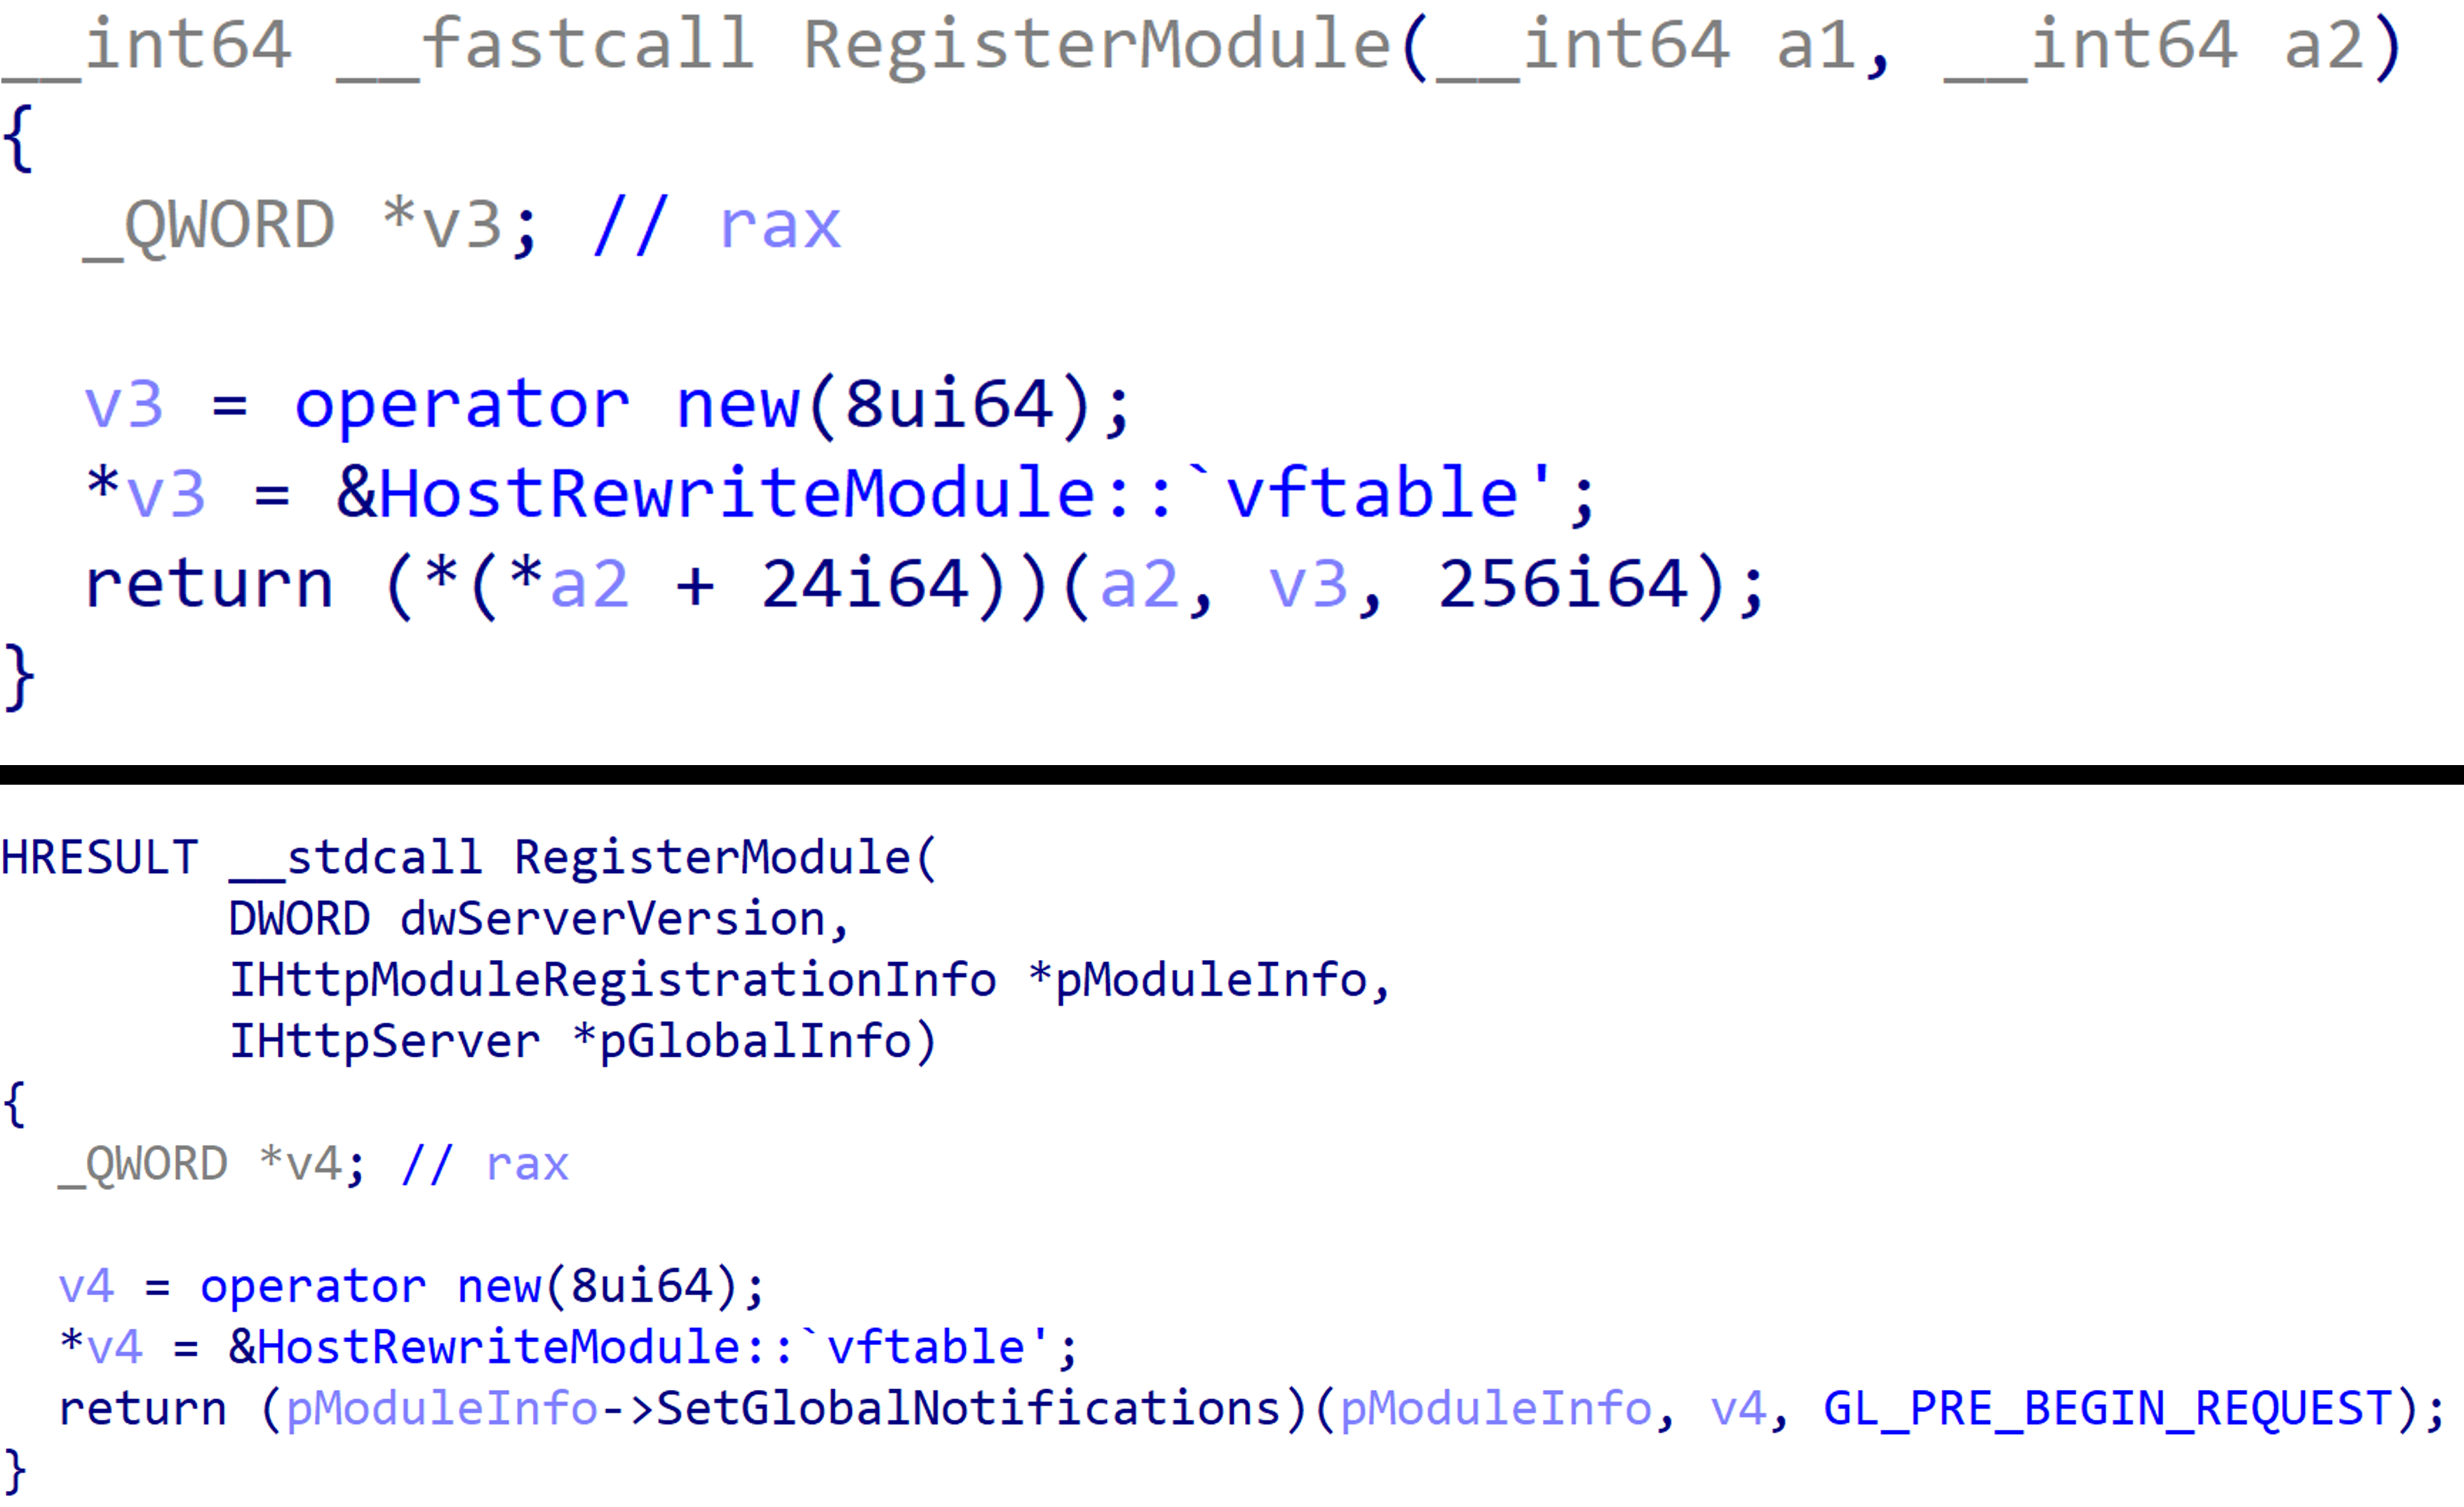 __int64 __fastcall RegisterModule(__int64 a1, __int64 a2)
{
  _QWORD *v3; // rax

  v3 = operator new(8ui64);
  *v3 = &HostRewriteModule::`vftable';
  return (*(*a2 + 24i64))(a2, v3, 256i64);
}
HRESULT __stdcall RegisterModule(
        DWORD dwServerVersion,
        IHttpModuleRegistrationInfo *pModuleInfo,
        IHttpServer *pGlobalInfo)
{
  _QWORD *v4; // rax

  v4 = operator new(8ui64);
  *v4 = &HostRewriteModule::`vftable';
  return (pModuleInfo->SetGlobalNotifications)(pModuleInfo, v4, GL_PRE_BEGIN_REQUEST);
}